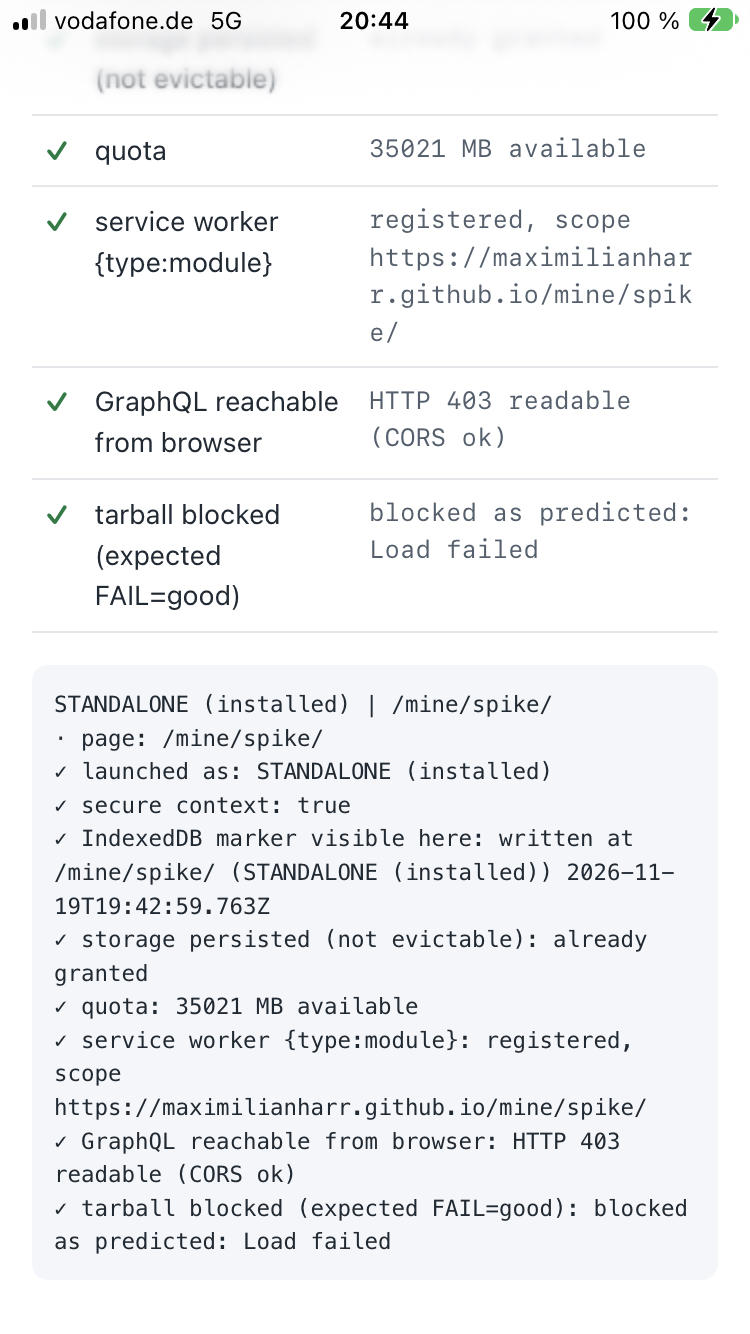 vodafone.de 5G 20:44 100 %
storage persisted already granted
(not evictable)
✓ quota 35021 MB available
✓ service worker registered, scope
{type:module} https://maximilianhar
r.github.io/mine/spik
e/
✓ GraphQL reachable HTTP 403 readable
from browser (CORS ok)
✓ tarball blocked blocked as predicted:
(expected Load failed
FAIL=good)
STANDALONE (installed) | /mine/spike/
· page: /mine/spike/
✓ launched as: STANDALONE (installed)
✓ secure context: true
✓ IndexedDB marker visible here: written at
/mine/spike/ (STANDALONE (installed)) 2026-11-
19T19:42:59.763Z
✓ storage persisted (not evictable): already
granted
✓ quota: 35021 MB available
✓ service worker {type:module}: registered,
scope
https://maximilianharr.github.io/mine/spike/
✓ GraphQL reachable from browser: HTTP 403
readable (CORS ok)
✓ tarball blocked (expected FAIL=good): blocked
as predicted: Load failed